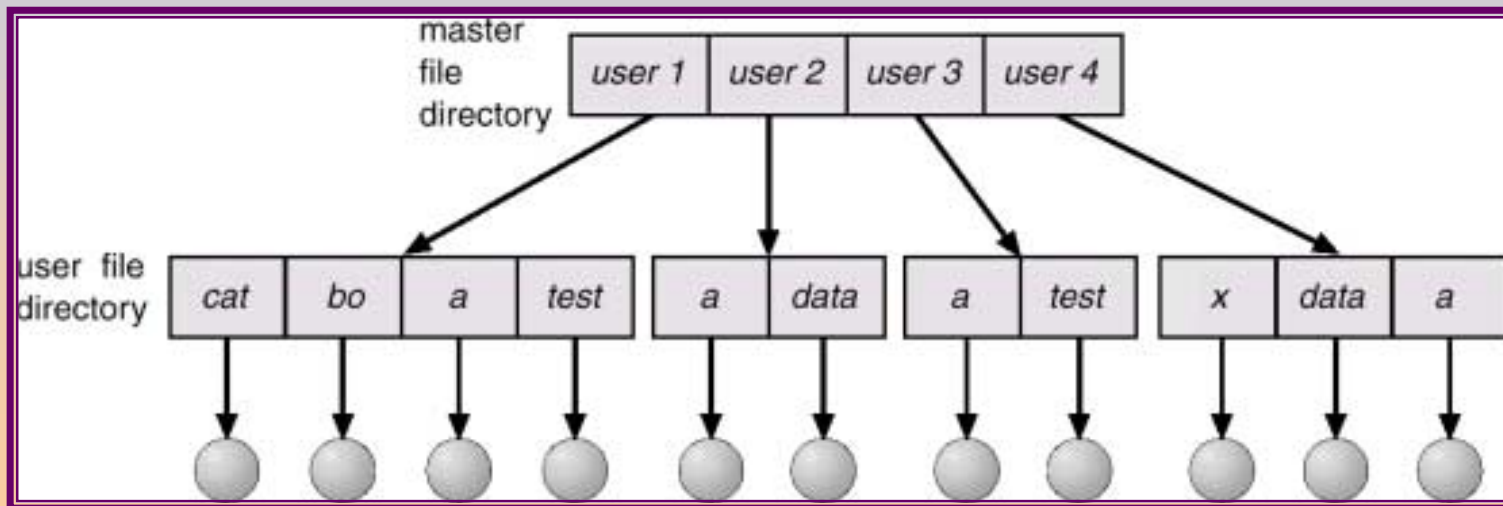 master
file
directory
user 1 user 2 user 3 user 4
user file
directory
cat bo a test a data a test x data a